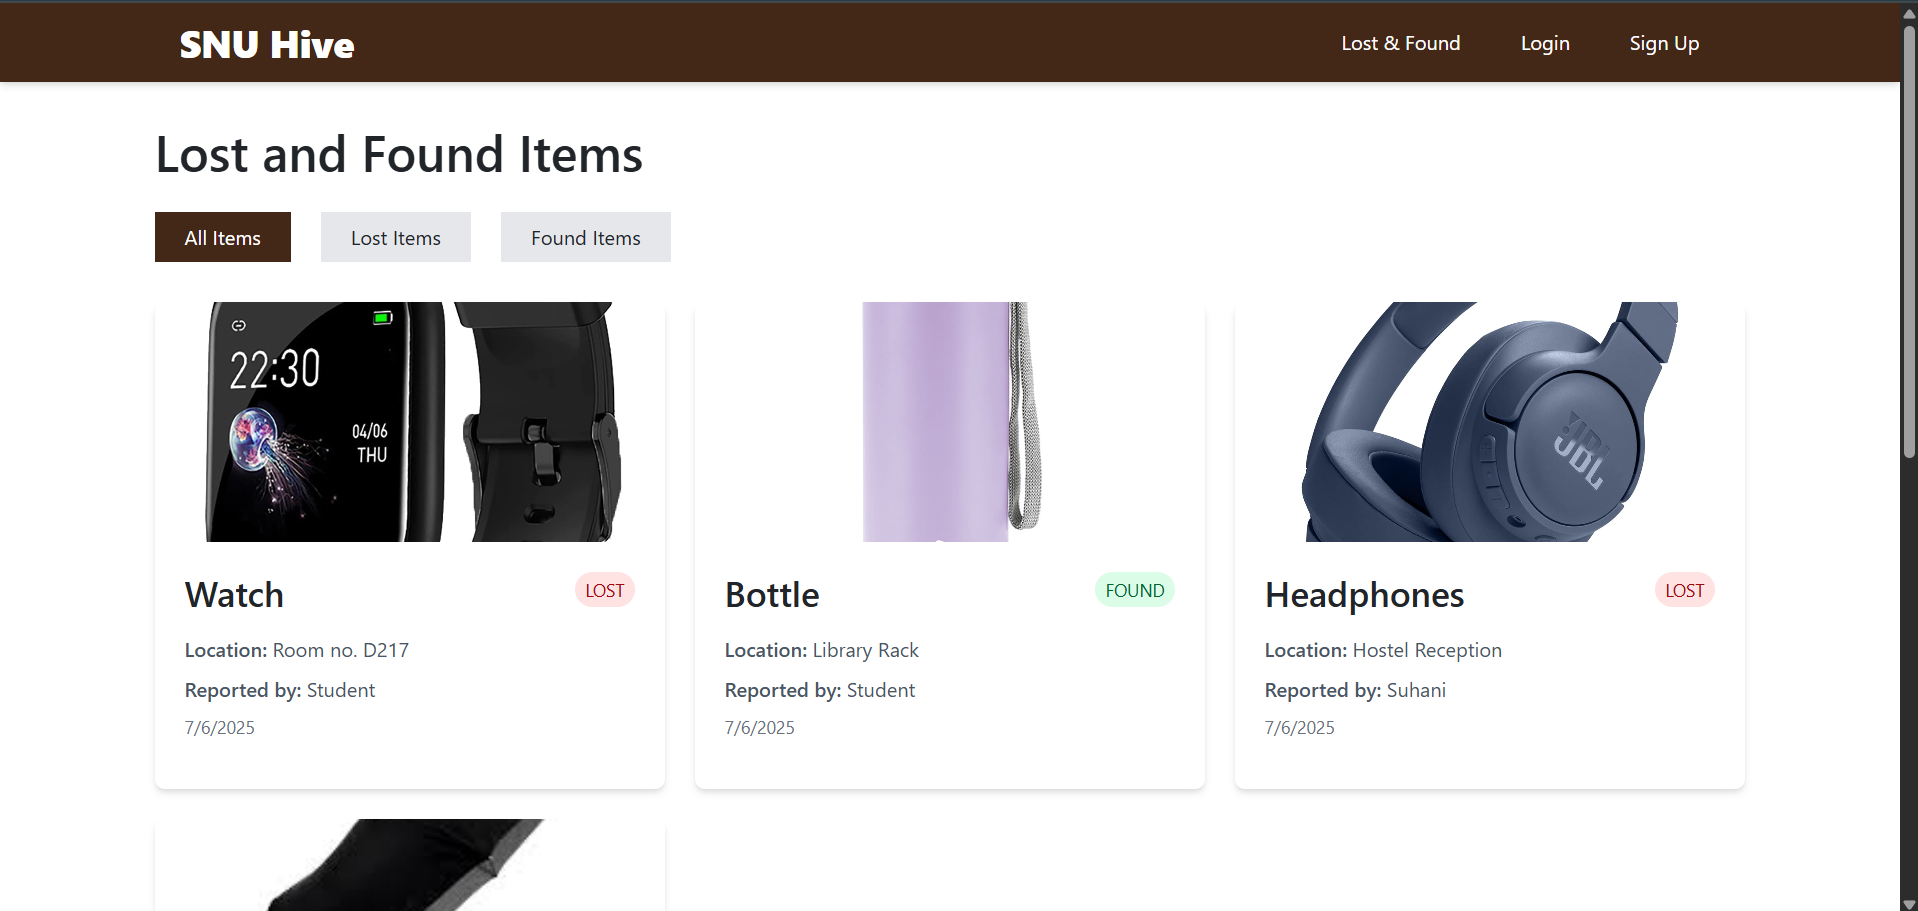 SNU Hive
Lost & Found
Login
Sign Up
Lost and Found Items
All Items
Lost Items
Found Items
22:30
04/06
THU
JBL
Watch
LOST
Location: Room no. D217
Reported by: Student
7/6/2025
Bottle
FOUND
Location: Library Rack
Reported by: Student
7/6/2025
Headphones
LOST
Location: Hostel Reception
Reported by: Suhani
7/6/2025